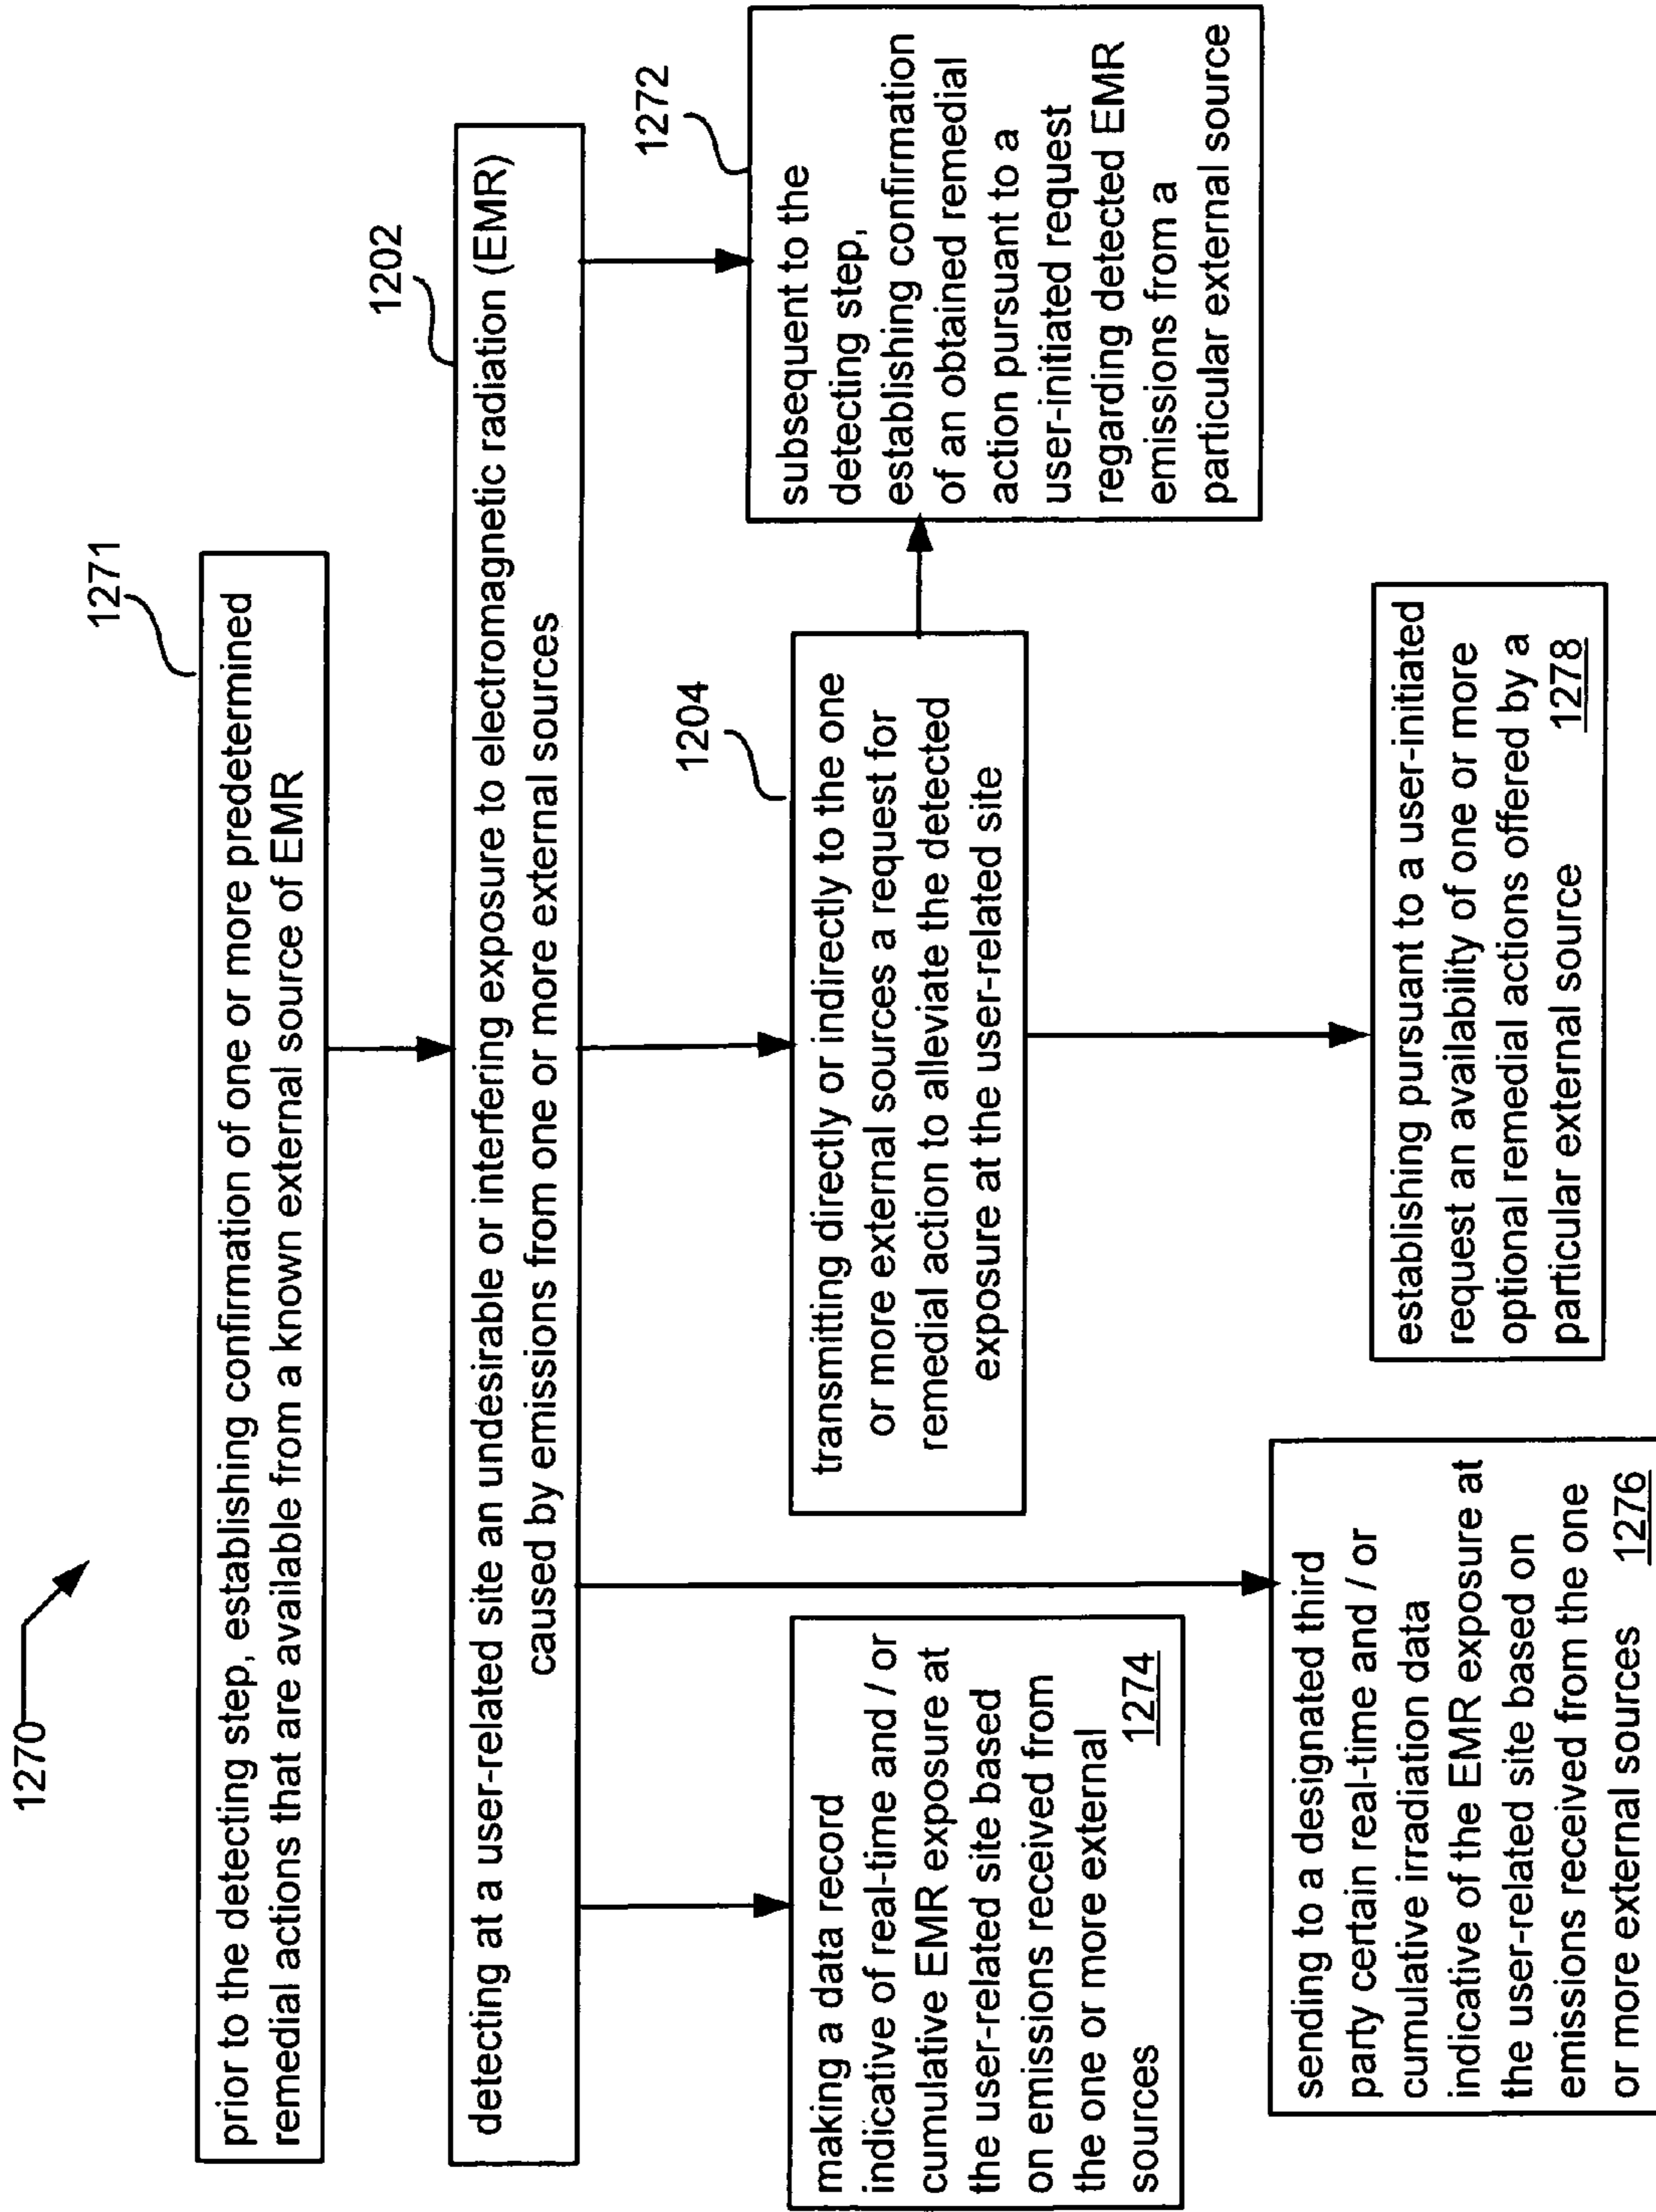 1270
1271
prior to the detecting step, establishing confirmation of one or more predetermined
remedial actions that are available from a known external source of EMR
1202
detecting at a user-related site an undesirable or interfering exposure to electromagnetic radiation (EMR)
caused by emissions from one or more external sources
1274
making a data record
indicative of real-time and / or
cumulative EMR exposure at
the user-related site based
on emissions received from
the one or more external
sources
1204
transmitting directly or indirectly to the one
or more external sources a request for
remedial action to alleviate the detected
exposure at the user-related site
1272
subsequent to the
detecting step,
establishing confirmation
of an obtained remedial
action pursuant to a
user-initiated request
regarding detected EMR
emissions from a
particular external source
sending to a designated third
party certain real-time and / or
cumulative irradiation data
indicative of the EMR exposure at
the user-related site based on
emissions received from the one
or more external sources 1276
establishing pursuant to a user-initiated
request an availability of one or more
optional remedial actions offered by a
particular external source 1278